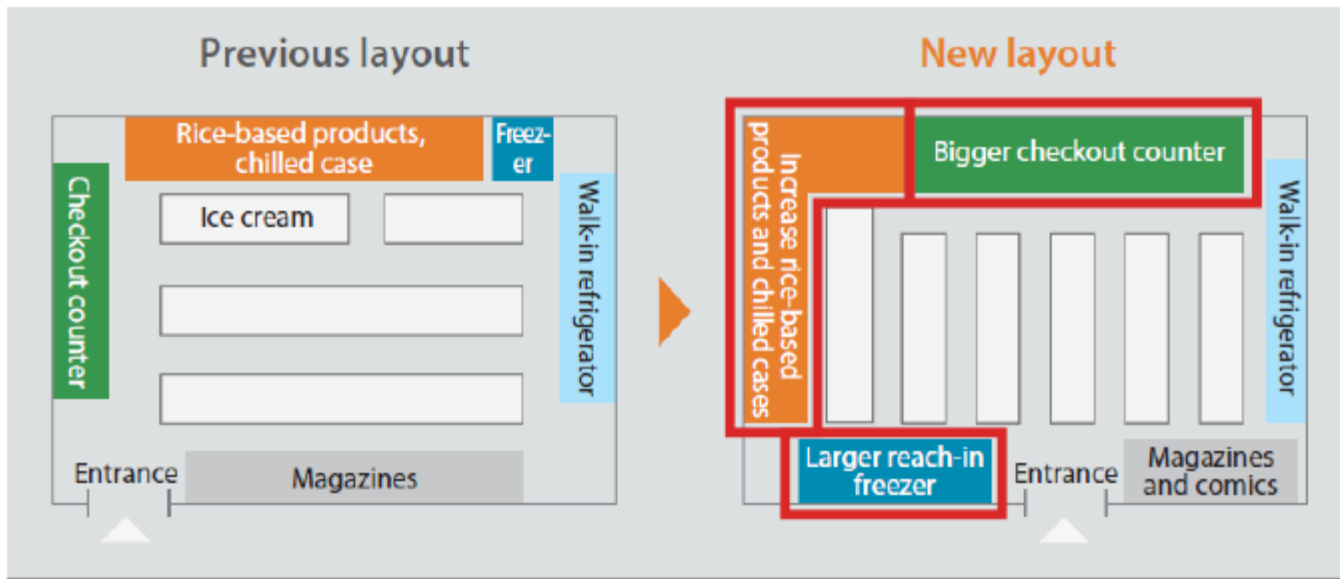 Previous layout
Rice-based products,
chilled case
Freez-
er
Checkout counter
Ice cream
Walk-in refrigerator
Entrance
Magazines
New layout
Increase rice-based
products and chilled cases
Bigger checkout counter
Walk-in refrigerator
Larger reach-in
freezer
Entrance
Magazines
and comics